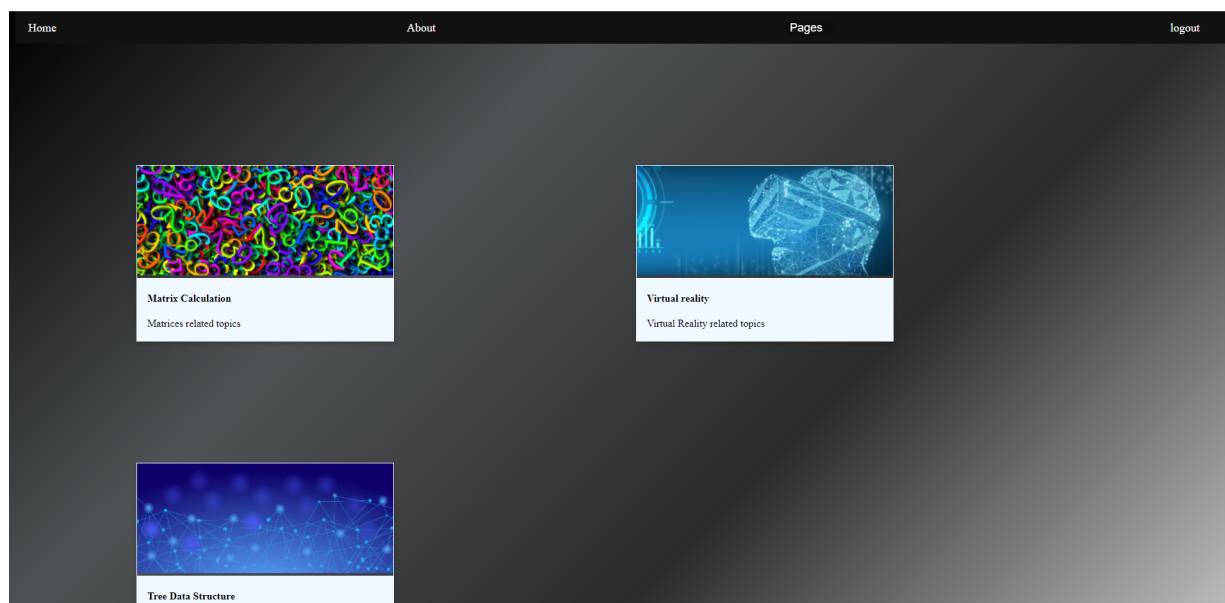 Home About Pages logout
Matrix Calculation
Matrices related topics
Virtual reality
Virtual Reality related topics
Tree Data Structure